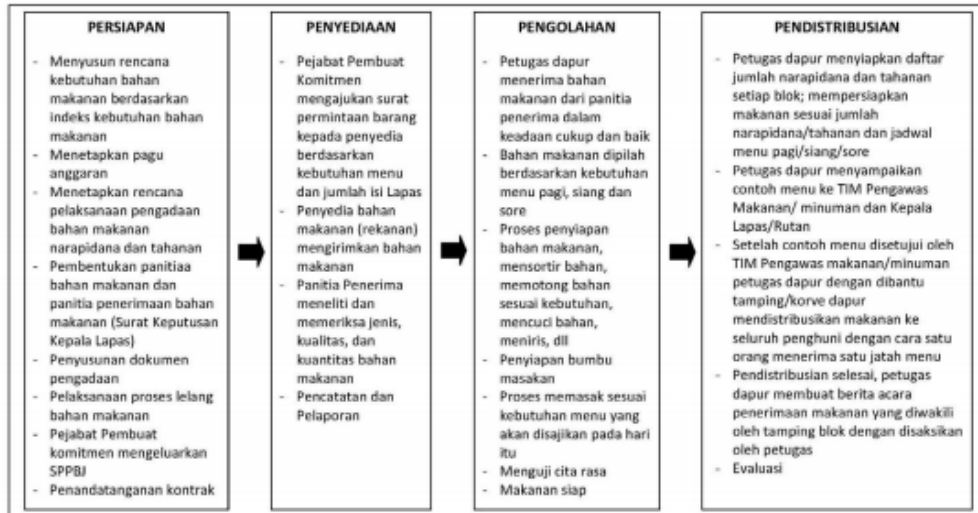 PERSIAPAN
- Menyusun rencana
kebutuhan bahan
makanan berdasarkan
indeks kebutuhan bahan
makanan
- Menetapkan pagu
anggaran
- Menetapkan rencana
pelaksanaan pengadaan
bahan makanan
narapidana dan tahanan
- Pembentukan panitiaa
bahan makanan dan
panitia penerimaan bahan
makanan (Surat Keputusan
Kepala Lapas)
- Penyusunan dokumen
pengadaan
- Pelaksanaan proses lelang
bahan makanan
- Pejabat Pembuat
komitmen mengeluarkan
SPPBJ
- Penandatanganan kontrak
PENYEDIAAN
- Pejabat Pembuat
Komitmen
mengajukan surat
permintaan barang
kepada penyedia
berdasarkan
kebutuhan menu
dan jumlah isi Lapas
- Penyedia bahan
makanan (rekanan)
mengirimkan bahan
makanan
- Panitia Penerima
meneliti dan
memeriksa jenis,
kualitas, dan
kuantitas bahan
makanan
- Pencatatan dan
Pelaporan
PENGOLAHAN
- Petugas dapur
menerima bahan
makanan dari panitia
penerima dalam
keadaan cukup dan baik
- Bahan makanan dipilah
berdasarkan kebutuhan
menu pagi, siang dan
sore
- Proses penyiapan
bahan makanan,
mensortir bahan,
memotong bahan
sesuai kebutuhan,
mencuci bahan,
meniris, dll
- Penyiapan bumbu
masakan
- Proses memasak sesuai
kebutuhan menu yang
akan disajikan pada hari
itu
- Menguji cita rasa
- Makanan siap
PENDISTRIBUSIAN
- Petugas dapur menyiapkan daftar
jumlah narapidana dan tahanan
setiap blok; mempersiapkan
makanan sesuai jumlah
narapidana/tahanan dan jadwal
menu pagi/siang/sore
- Petugas dapur menyampaikan
contoh menu ke TIM Pengawas
Makanan/ minuman dan Kepala
Lapas/Rutan
- Setelah contoh menu disetujui oleh
TIM Pengawas makanan/minuman
petugas dapur dengan dibantu
tamping/korve dapur
mendistribusikan makanan ke
seluruh penghuni dengan cara satu
orang menerima satu jatah menu
- Pendistribusian selesai, petugas
dapur membuat berita acara
penerimaan makanan yang diwakili
oleh tamping blok dengan disaksikan
oleh petugas
- Evaluasi